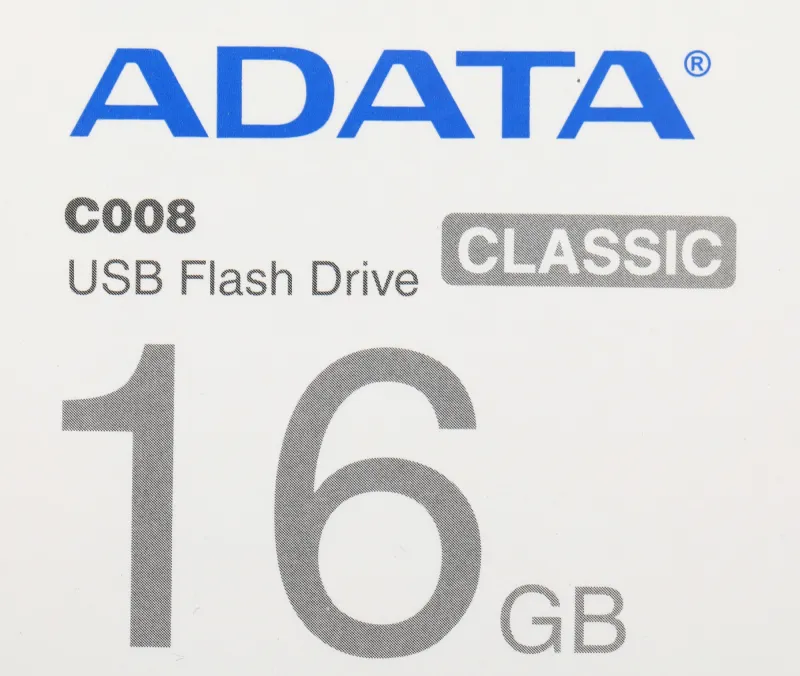 ADATA®
C008
USB Flash Drive
CLASSIC
16 GB